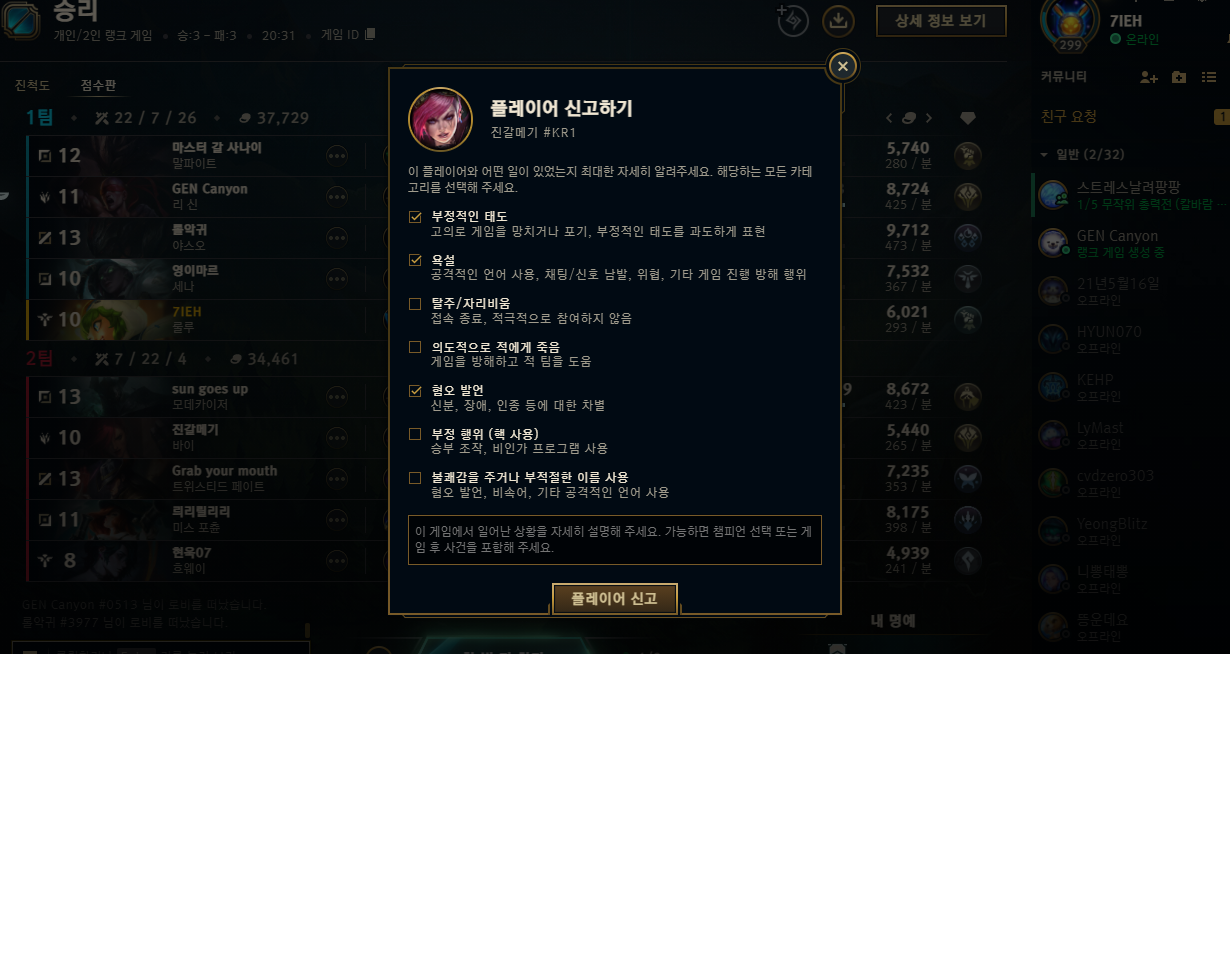 승리
개인/2인 랭크 게임 • 승:3 – 패:3 • 20:31 • 게임 ID
상세 정보 보기
7IEH
299
온라인
진척도 점수판
커뮤니티
1팀 • 22 / 7 / 26 • 37,729
친구 요청 1
일반 (2/32)
12 마스터 갈 사나이
말파이트
5,740
280 / 분
11 GEN Canyon
리 신
8,724
425 / 분
13
야스오
9,712
473 / 분
10 영이마르
세나
7,532
367 / 분
10 7IEH
룰루
6,021
293 / 분
2팀 • 7 / 22 / 4 • 34,461
13 sun goes up
모데카이저
9 8,672
423 / 분
10 진갈메기
바이
5,440
265 / 분
13 Grab your mouth
트위스티드 페이트
7,235
353 / 분
11 릐리릴리리
미스 포츈
8,175
398 / 분
8 현욱07
흐웨이
4,939
241 / 분
GEN Canyon #0313 님이 로비를 떠났습니다.
#3977 님이 로비를 떠났습니다
내 명예
플레이어 신고하기
진갈메기 #KR1
이 플레이어와 어떤 일이 있었는지 최대한 자세히 알려주세요. 해당하는 모든 카테
고리를 선택해 주세요.
부정적인 태도
고의로 게임을 망치거나 포기, 부정적인 태도를 과도하게 표현
욕설
공격적인 언어 사용, 채팅/신호 남발, 위협, 기타 게임 진행 방해 행위
탈주/자리비움
접속 종료, 적극적으로 참여하지 않음
의도적으로 적에게 죽음
게임을 방해하고 적 팀을 도움
혐오 발언
신분, 장애, 인종 등에 대한 차별
부정 행위 (핵 사용)
승부 조작, 비인가 프로그램 사용
불쾌감을 주거나 부적절한 이름 사용
혐오 발언, 비속어, 기타 공격적인 언어 사용
이 게임에서 일어난 상황을 자세히 설명해 주세요. 가능하면 챔피언 선택 또는 게
임 후 사건을 포함해 주세요.
플레이어 신고
스트레스날려팡팡
1/5 무작위 총력전 (칼바람 ···
GEN Canyon
랭크 게임 생성 중
21년5월16일
오프라인
HYUN070
오프라인
KEHP
오프라인
LyMast
오프라인
cvdzero303
오프라인
YeongBlltz
오프라인
나뽕태뽕
오프라인
등운데요
오프라인